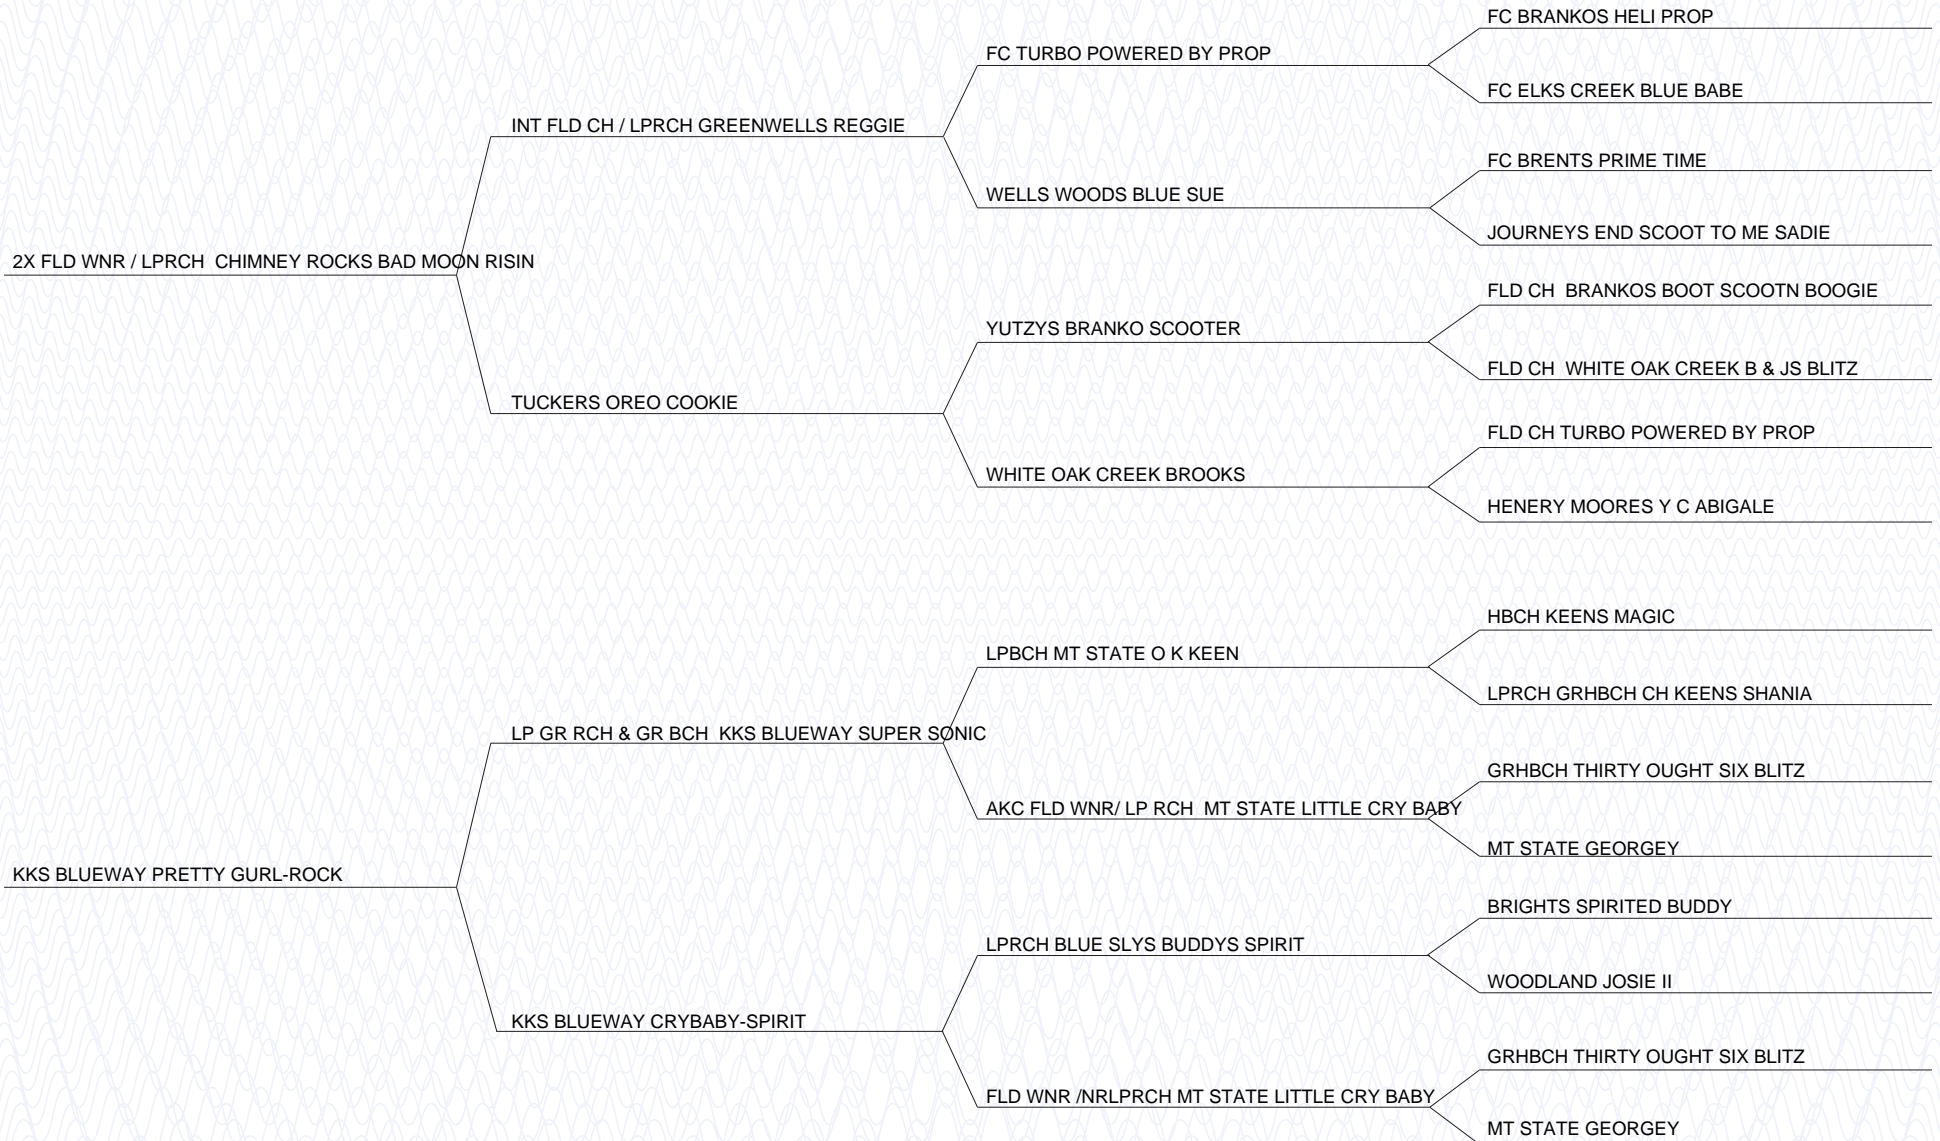 FC BRANKOS HELI PROP
FC TURBO POWERED BY PROP
FC ELKS CREEK BLUE BABE
INT FLD CH / LPRCH GREENWELLS REGGIE
FC BRENTS PRIME TIME
WELLS WOODS BLUE SUE
JOURNEYS END SCOOT TO ME SADIE
2X FLD WNR / LPRCH  CHIMNEY ROCKS BAD MOON RISIN
FLD CH  BRANKOS BOOT SCOOTN BOOGIE
YUTZYS BRANKO SCOOTER
FLD CH  WHITE OAK CREEK B & JS BLITZ
TUCKERS OREO COOKIE
FLD CH TURBO POWERED BY PROP
WHITE OAK CREEK BROOKS
HENERY MOORES Y C ABIGALE
HBCH KEENS MAGIC
LPBCH MT STATE O K KEEN
LPRCH GRHBCH CH KEENS SHANIA
LP GR RCH & GR BCH  KKS BLUEWAY SUPER SONIC
GRHBCH THIRTY OUGHT SIX BLITZ
AKC FLD WNR/ LP RCH  MT STATE LITTLE CRY BABY
MT STATE GEORGEY
KKS BLUEWAY PRETTY GURL-ROCK
BRIGHTS SPIRITED BUDDY
LPRCH BLUE SLYS BUDDYS SPIRIT
WOODLAND JOSIE II
KKS BLUEWAY CRYBABY-SPIRIT
GRHBCH THIRTY OUGHT SIX BLITZ
FLD WNR /NRLPRCH MT STATE LITTLE CRY BABY
MT STATE GEORGEY